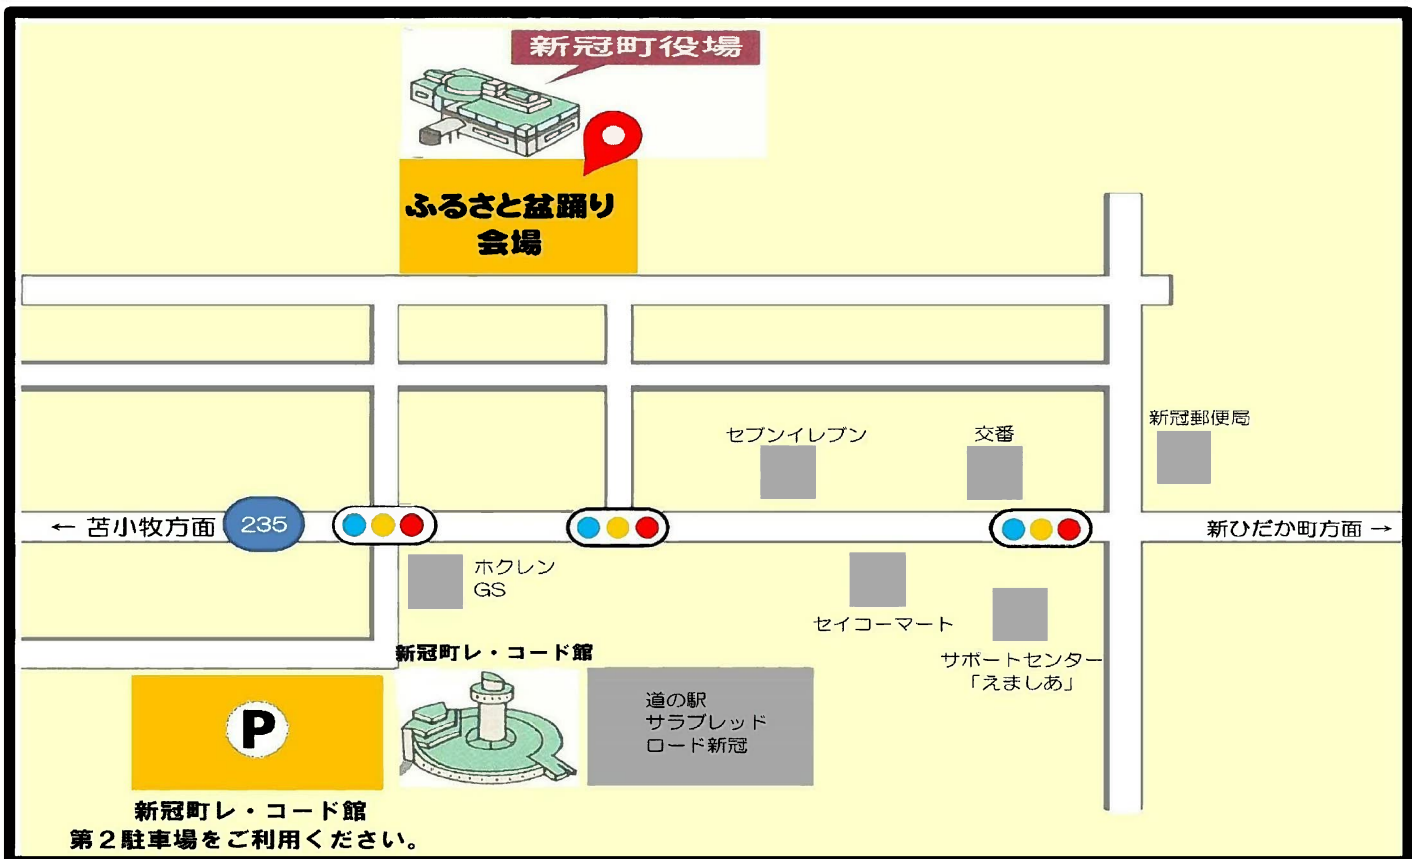 新冠町役場
ふるさと盆踊り
会場
新冠郵便局
セブンイレブン
交番
← 苫小牧方面
235
新ひだか町方面 →
ホクレン
GS
セイコーマート
サポートセンター
「えましあ」
新冠町レ・コード館
道の駅
サラブレッド
ロード新冠
P
新冠町レ・コード館
第2駐車場をご利用ください。